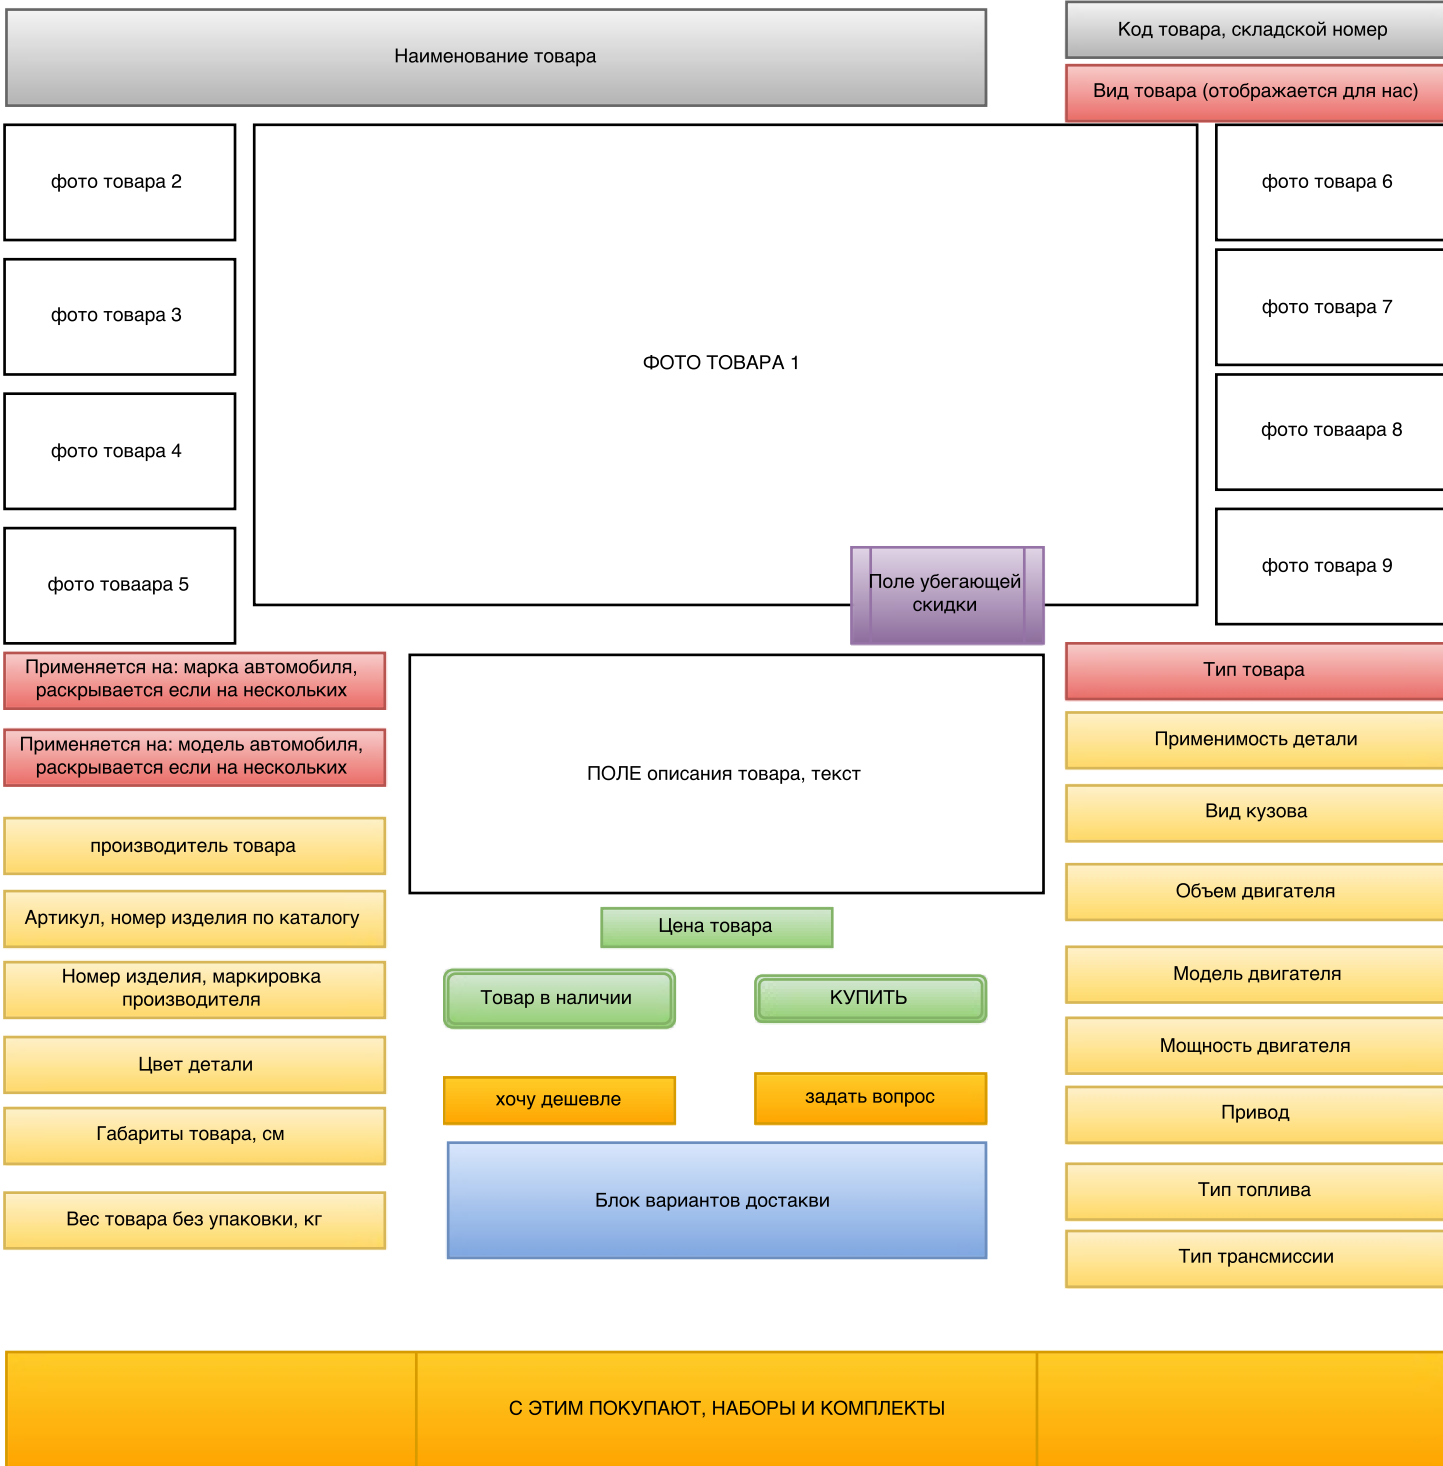 Наименование товара
Код товара, складской номер
Вид товара (отображается для нас)
фото товара 2
фото товара 3
фото товара 4
фото товаара 5
ФОТО ТОВАРА 1
фото товара 6
фото товара 7
фото товаара 8
фото товара 9
Поле убегающей
скидки
Применяется на: марка автомобиля,
раскрывается если на нескольких
Применяется на: модель автомобиля,
раскрывается если на нескольких
производитель товара
Артикул, номер изделия по каталогу
Номер изделия, маркировка
производителя
Цвет детали
Габариты товара, см
Вес товара без упаковки, кг
ПОЛЕ описания товара, текст
Цена товара
Товар в наличии
КУПИТЬ
хочу дешевле
задать вопрос
Блок вариантов достакви
Тип товара
Применимость детали
Вид кузова
Объем двигателя
Модель двигателя
Мощность двигателя
Привод
Тип топлива
Тип трансмиссии
С ЭТИМ ПОКУПАЮТ, НАБОРЫ И КОМПЛЕКТЫ